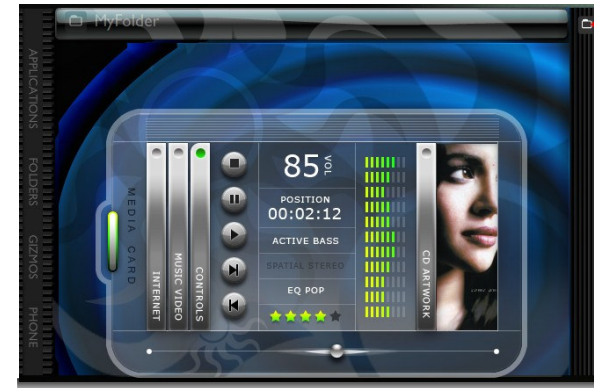 MyFolder
APPLICATIONS
FOLDERS
GIZMOS
PHONE
MEDIA CARD
INTERNET
MUSIC VIDEO
CONTROLS
85 VOL
POSITION
00:02:12
ACTIVE BASS
SPATIAL STEREO
EQ POP
CD ARTWORK